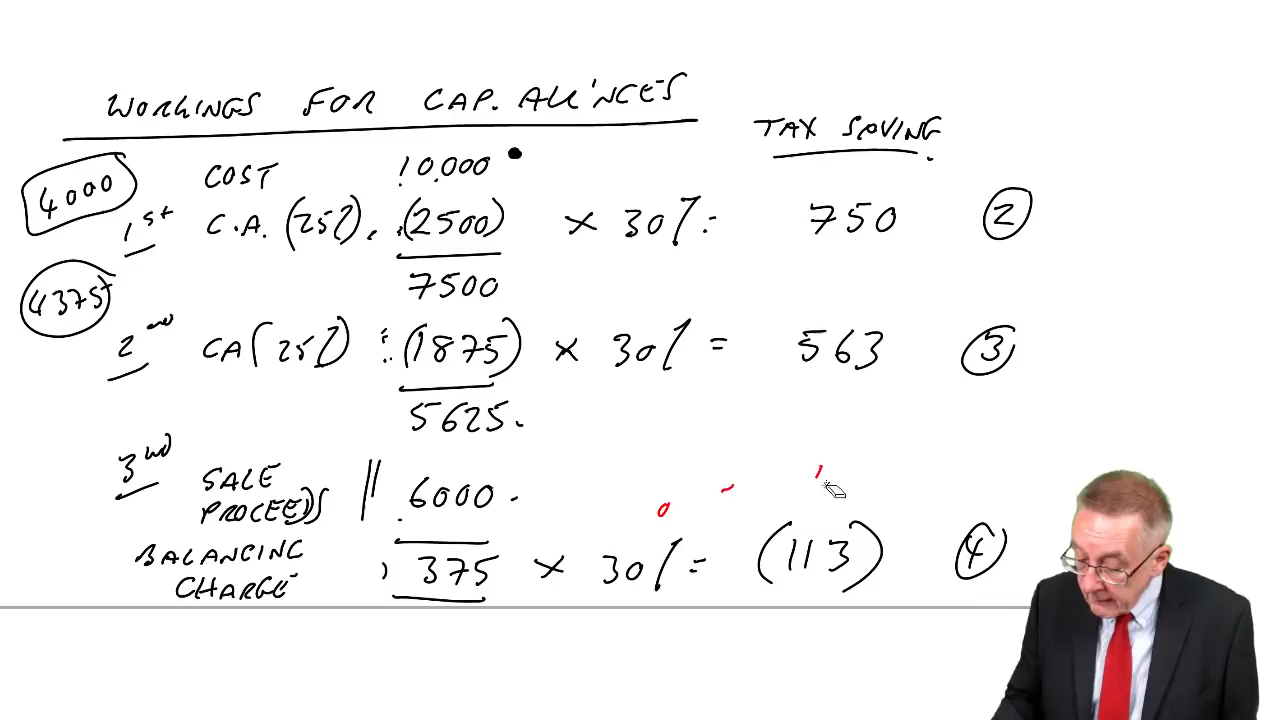 WORKINGS FOR CAP. ALL'NCES
TAX SAVING
4000
COST 10,000
1st C.A. (25%) (2500) × 30% = 750 2
7500
4375
2nd CA (25%) (1875) × 30% = 563 3
5625
3rd SALE PROCEEDS 6000
BALANCING CHARGE 375 × 30% = (113) 4